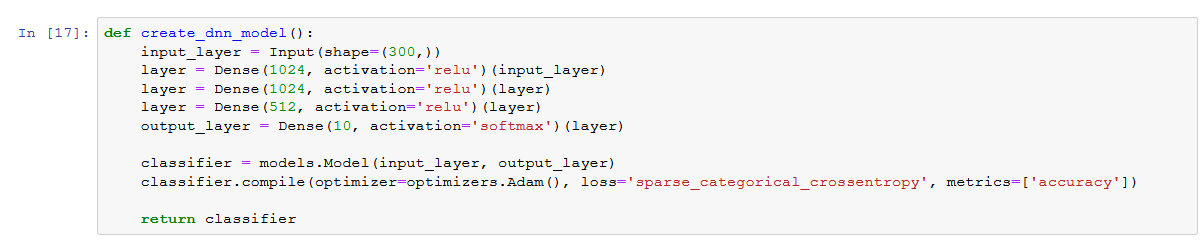 In [17]: def create_dnn_model():
    input_layer = Input(shape=(300,))
    layer = Dense(1024, activation='relu')(input_layer)
    layer = Dense(1024, activation='relu')(layer)
    layer = Dense(512, activation='relu')(layer)
    output_layer = Dense(10, activation='softmax')(layer)

    classifier = models.Model(input_layer, output_layer)
    classifier.compile(optimizer=optimizers.Adam(), loss='sparse_categorical_crossentropy', metrics=['accuracy'])

    return classifier